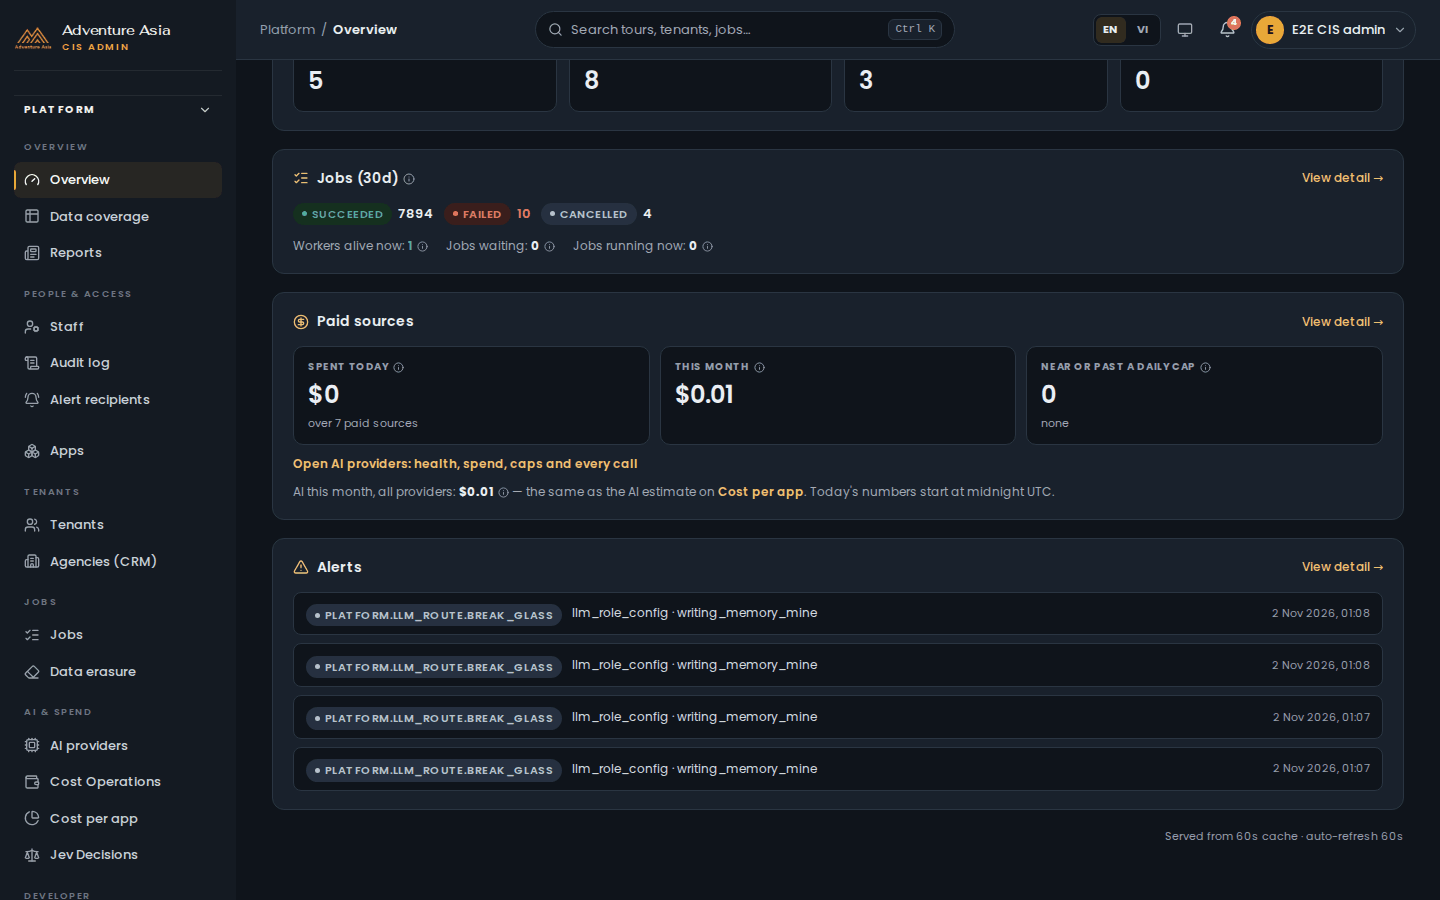 Adventure Asia
CIS ADMIN
Adventure Asia
PLATFORM
OVERVIEW
Overview
Data coverage
Reports
PEOPLE & ACCESS
Staff
Audit log
Alert recipients
Apps
TENANTS
Tenants
Agencies (CRM)
JOBS
Jobs
Data erasure
AI & SPEND
AI providers
Cost Operations
Cost per app
Jev Decisions
DEVELOPER
Platform / Overview
Search tours, tenants, jobs...
Ctrl K
EN VI
4
E E2E CIS admin
5 8 3 0
Jobs (30d) View detail →
SUCCEEDED 7894 FAILED 10 CANCELLED 4
Workers alive now: 1 Jobs waiting: 0 Jobs running now: 0
Paid sources View detail →
SPENT TODAY
$0
over 7 paid sources
THIS MONTH
$0.01
NEAR OR PAST A DAILY CAP
0
none
Open AI providers: health, spend, caps and every call
AI this month, all providers: $0.01 — the same as the AI estimate on Cost per app. Today's numbers start at midnight UTC.
Alerts View detail →
PLATFORM.LLM_ROUTE.BREAK_GLASS llm_role_config · writing_memory_mine 2 Nov 2026, 01:08
PLATFORM.LLM_ROUTE.BREAK_GLASS llm_role_config · writing_memory_mine 2 Nov 2026, 01:08
PLATFORM.LLM_ROUTE.BREAK_GLASS llm_role_config · writing_memory_mine 2 Nov 2026, 01:07
PLATFORM.LLM_ROUTE.BREAK_GLASS llm_role_config · writing_memory_mine 2 Nov 2026, 01:07
Served from 60s cache · auto-refresh 60s